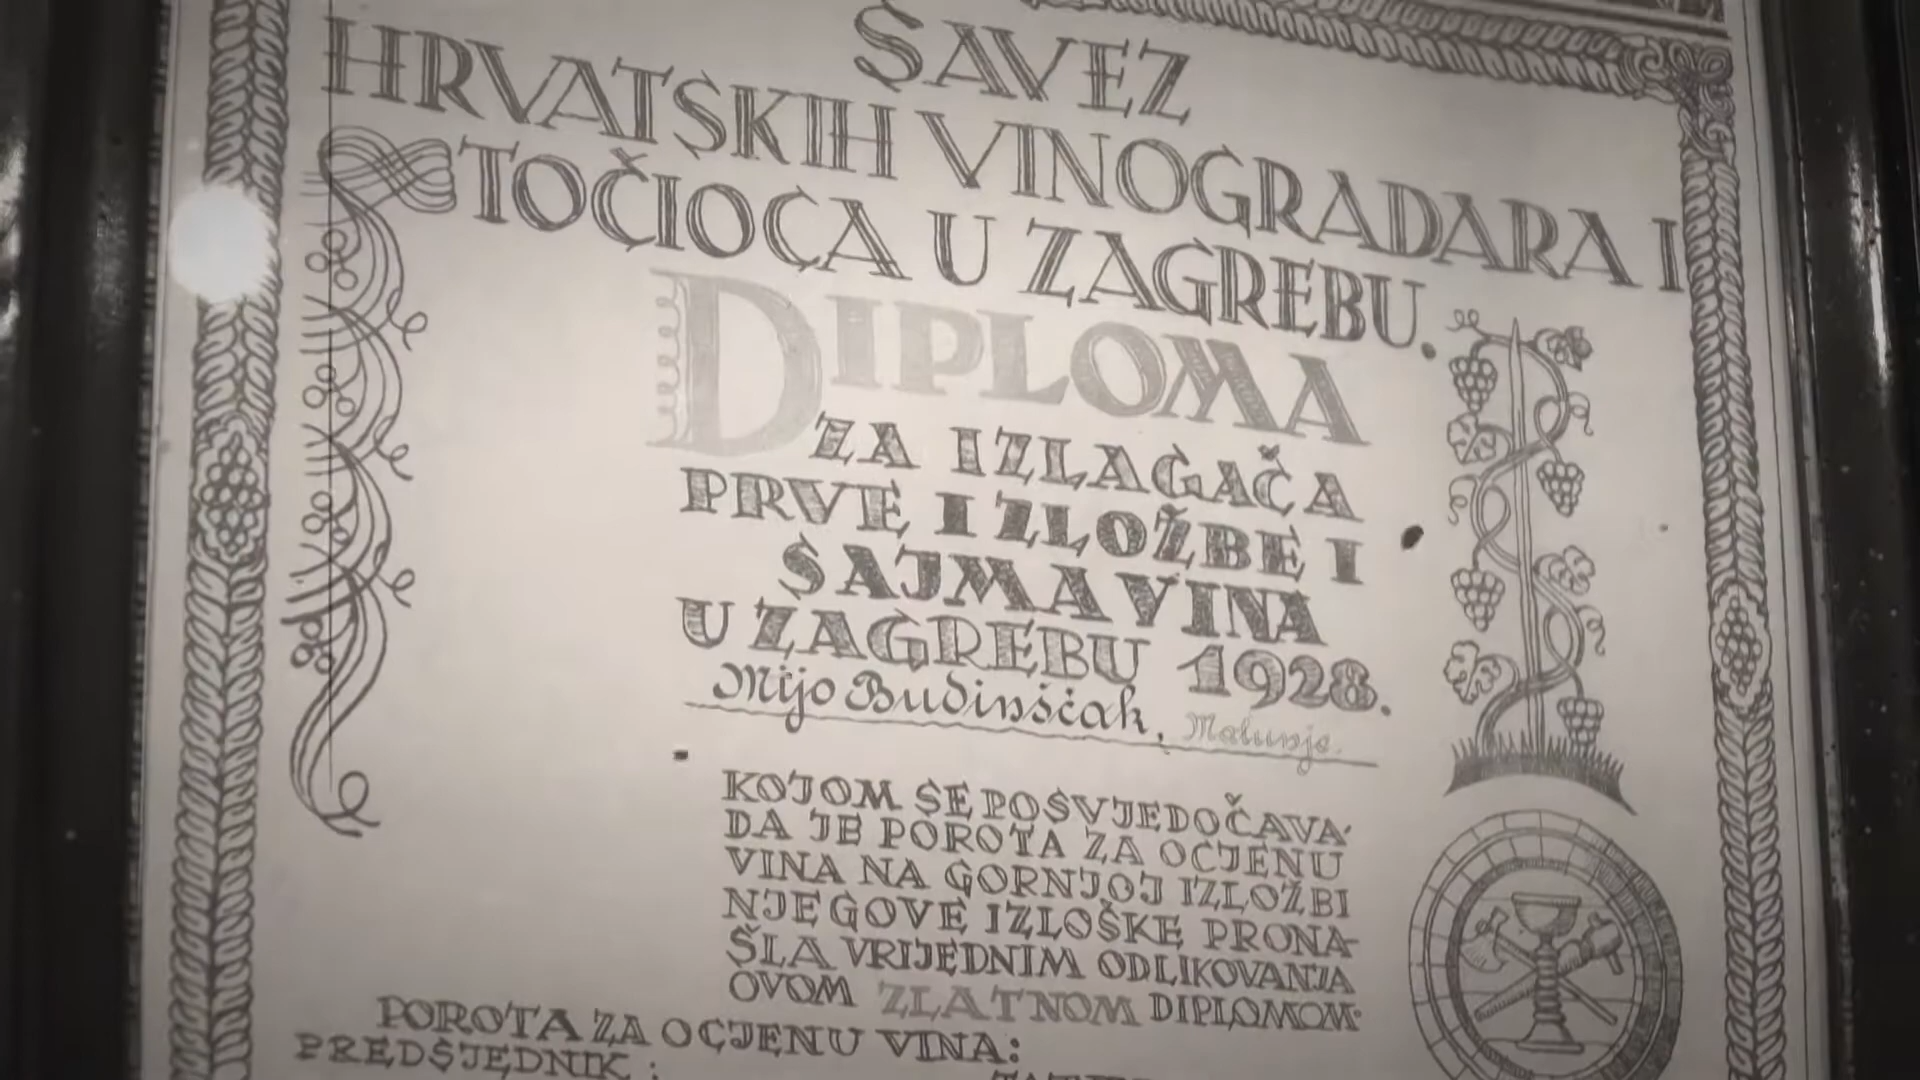 SAVEZ
HRVATSKIH VINOGRADARA I
TOČIOCA U ZAGREBU.
DIPLOMA
ZA IZLAGAČA
PRVE IZLOŽBE I
SAJMA VINA
U ZAGREBU 1928.
Mijo Budinšćak,
KOJOM SE POSVJEDOČAVA
DA JE POROTA ZA OCJENU
VINA NA GORNJOJ IZLOŽBI
NJEGOVE IZLOŠKE PRONA-
ŠLA VRIJEDNIM ODLIKOVANJA
OVOM ZLATNOM DIPLOMOM.
POROTA ZA OCJENU VINA:
PREDSJEDNIK: